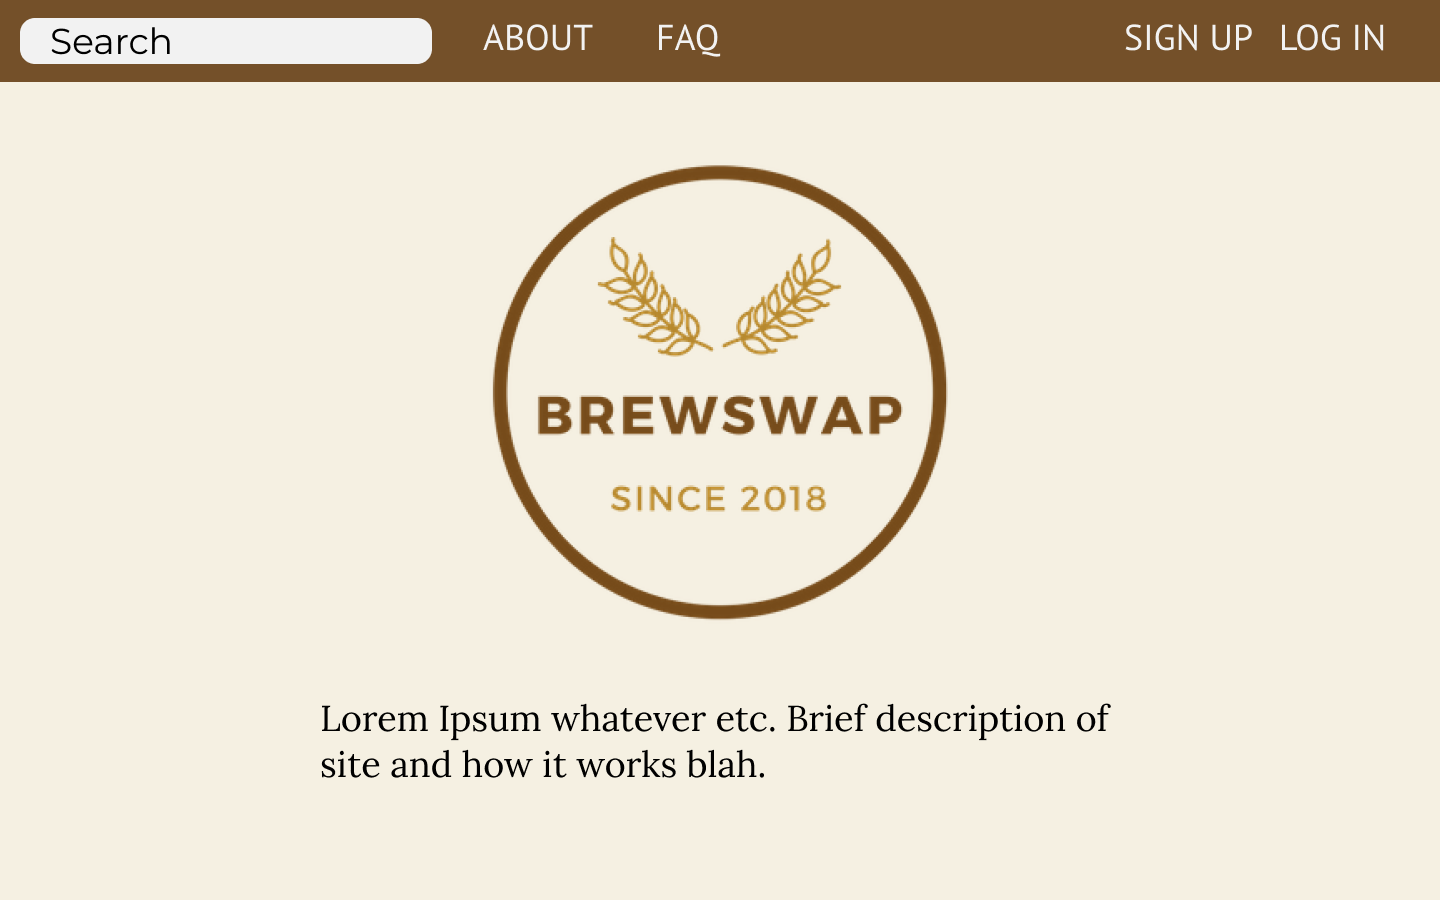 Search
ABOUT
FAQ
SIGN UP
LOG IN
BREWSWAP
SINCE 2018
Lorem Ipsum whatever etc. Brief description of
site and how it works blah.